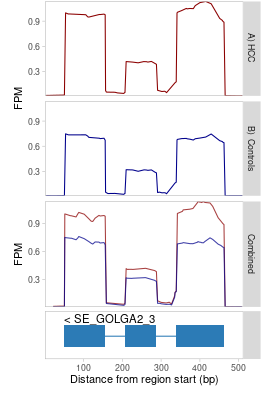 0.9
0.6
0.3
A) HCC
FPM
0.9
0.6
0.3
B) Controls
0.9
0.6
0.3
Combined
FPM
< SE_GOLGA2_3
100 200 300 400 500
Distance from region start (bp)